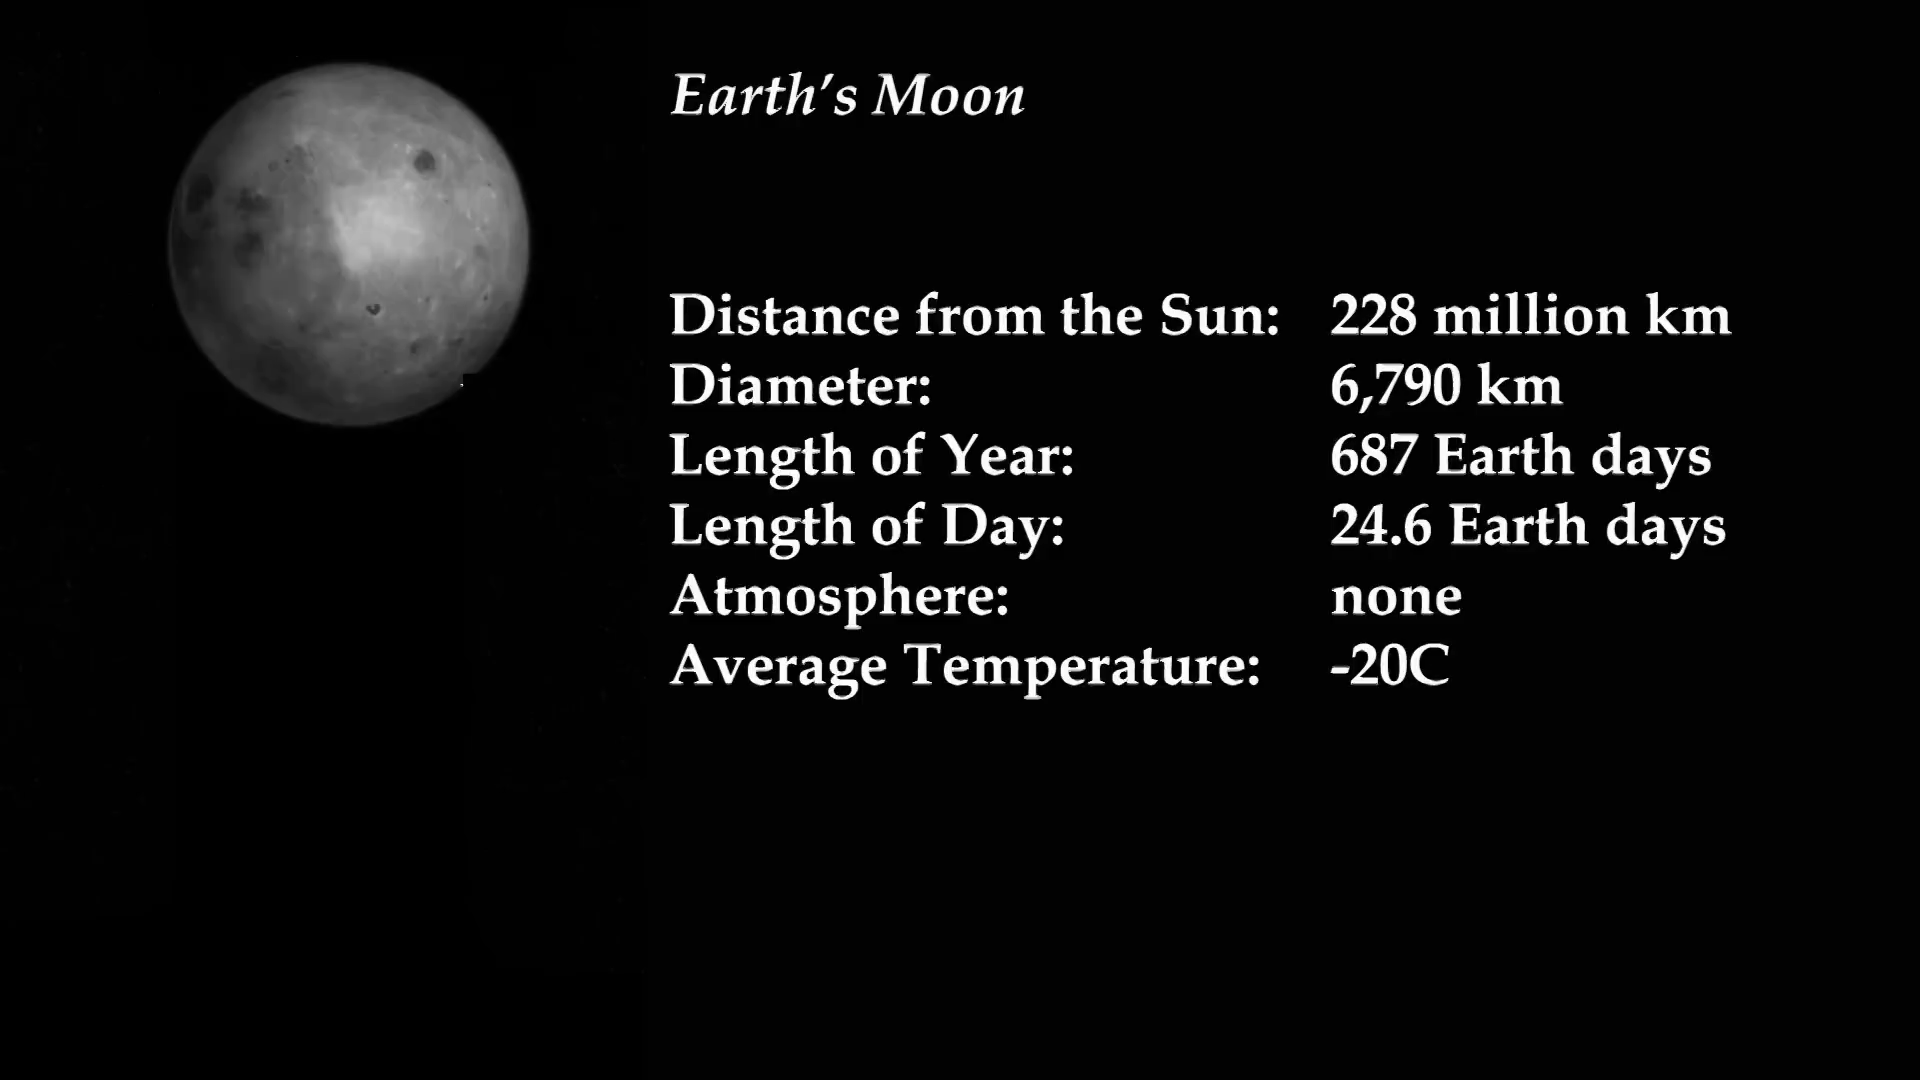 Earth’s Moon
Distance from the Sun: 228 million km
Diameter: 6,790 km
Length of Year: 687 Earth days
Length of Day: 24.6 Earth days
Atmosphere: none
Average Temperature: -20C